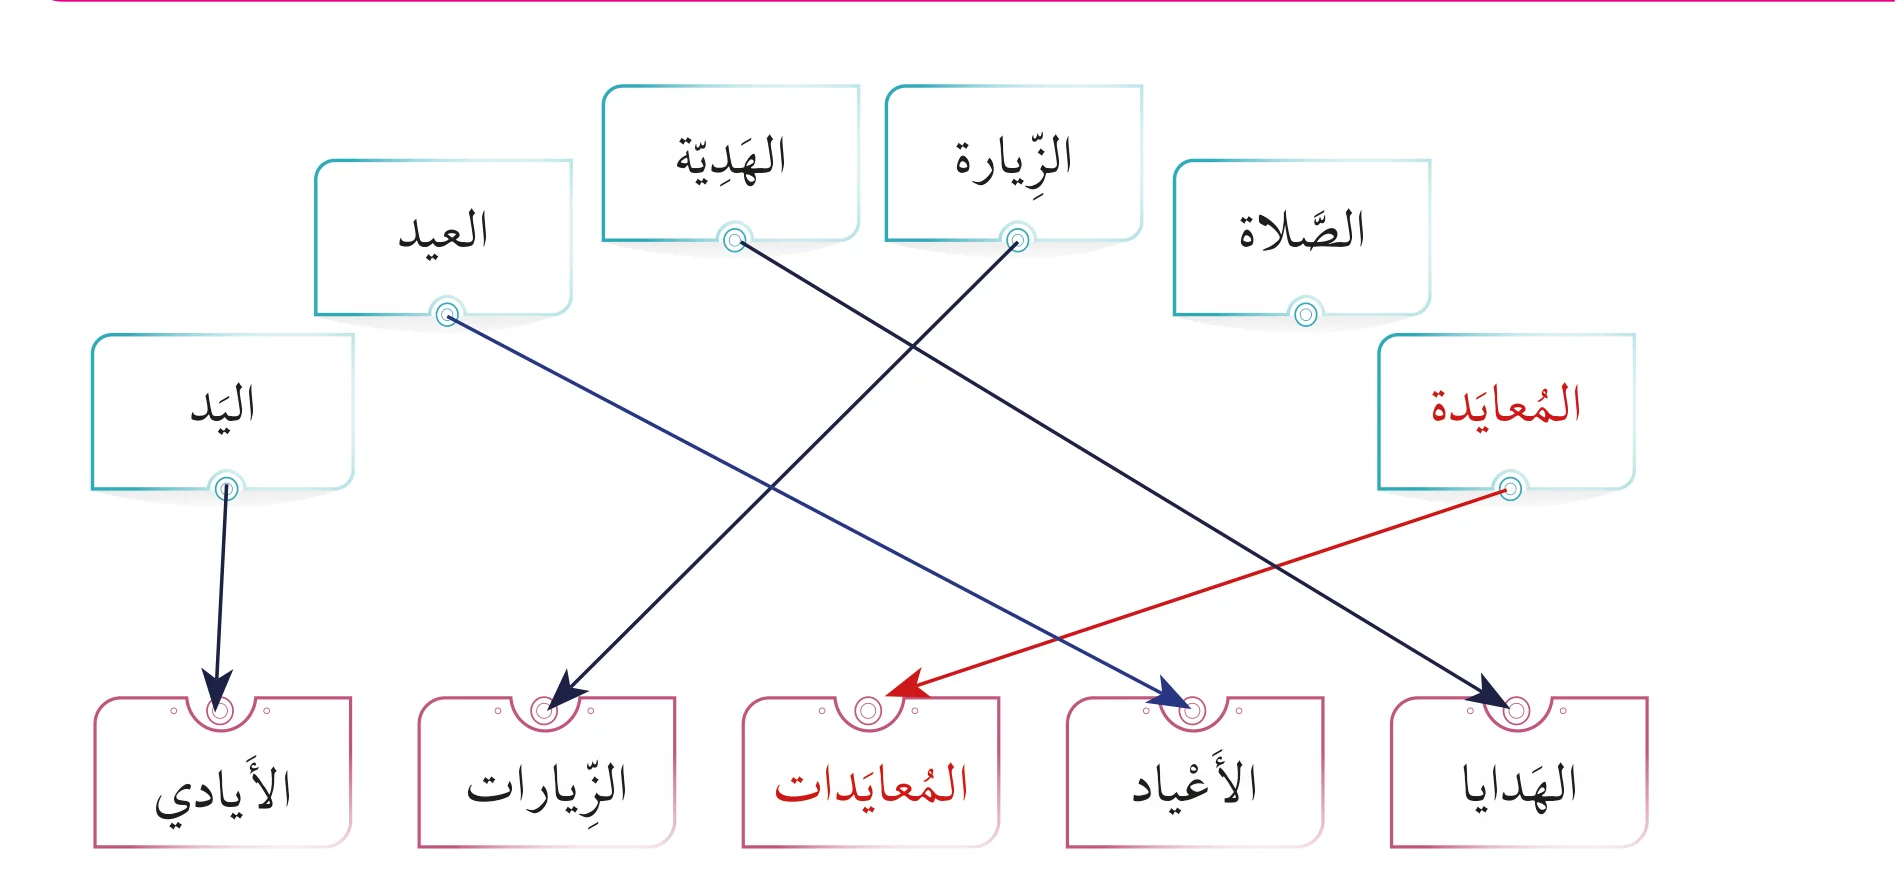 الهَدِيّة
الزِّيارة
العيد
الصَّلاة
اليَد
المُعايَدة
الأَيادي
الزِّيارات
المُعايَدات
الأَعْياد
الهَدايا